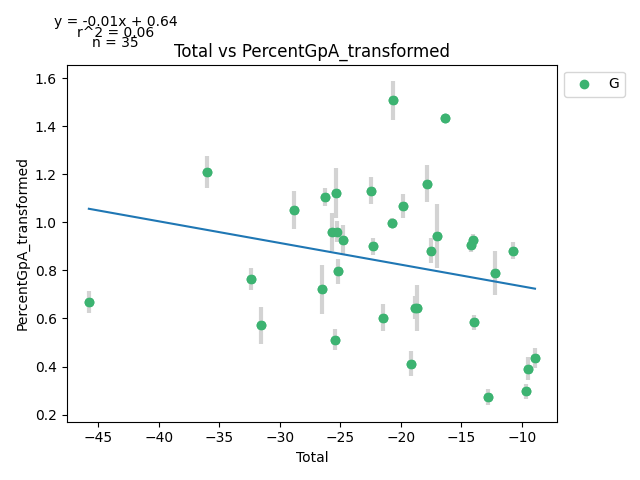 y = -0.01x + 0.64
r^2 = 0.06
n = 35
Total vs PercentGpA_transformed
G
1.6
1.4
1.2
1.0
0.8
0.6
0.4
0.2
PercentGpA_transformed
−45 −40 −35 −30 −25 −20 −15 −10
Total